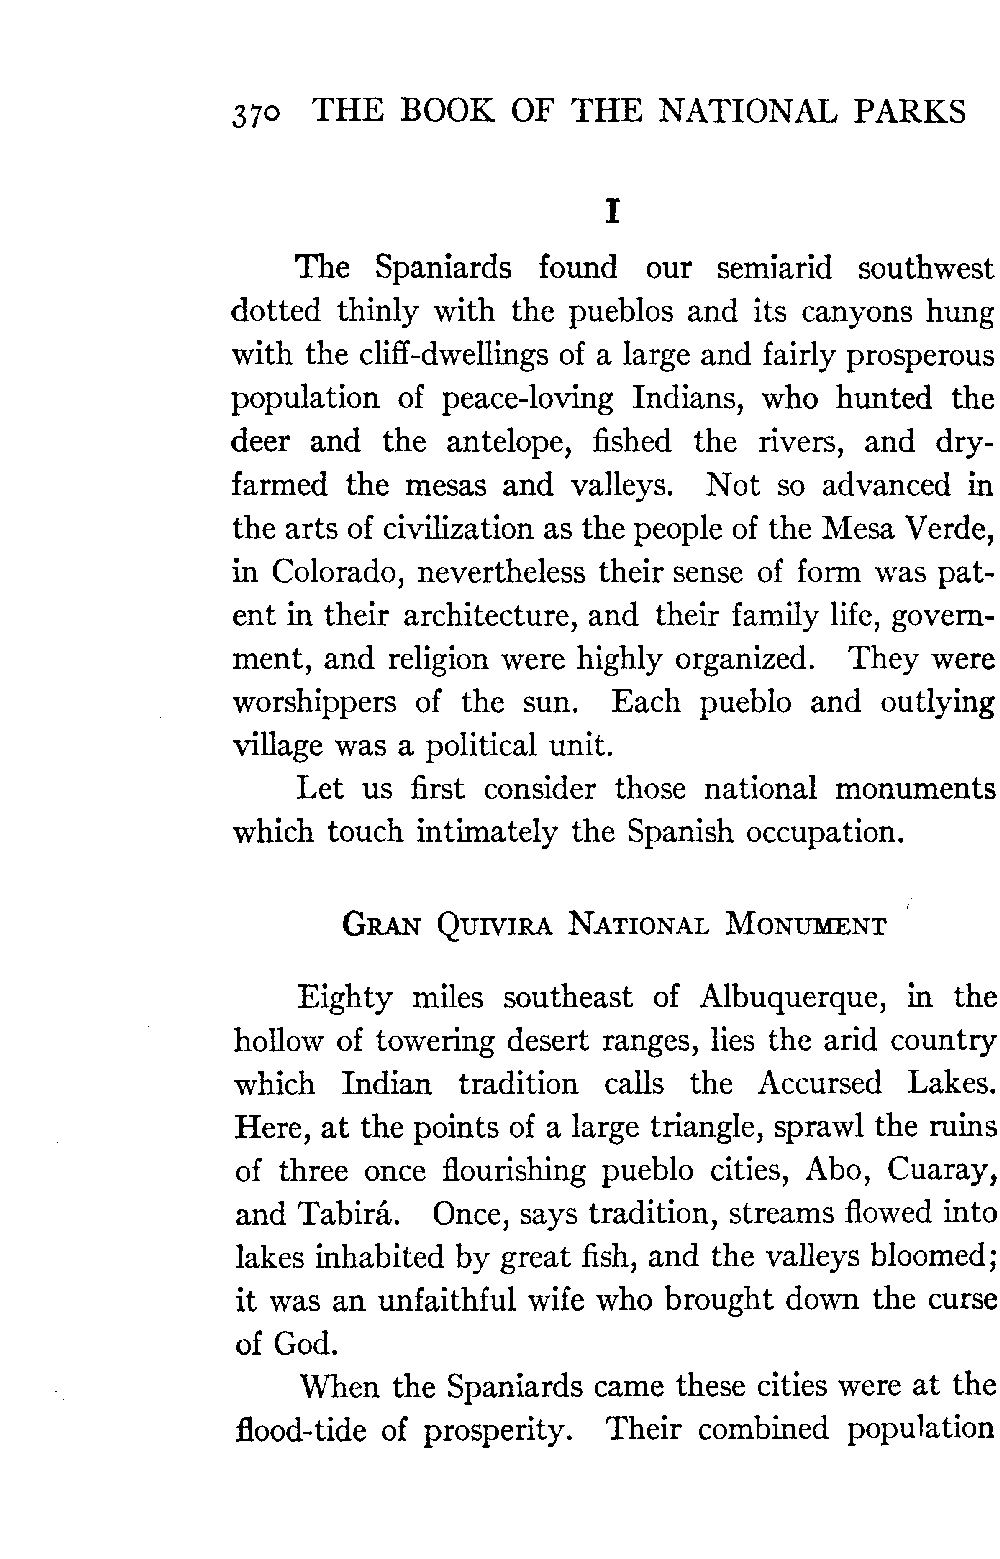 370 THE BOOK OF THE NATIONAL PARKS
I
The Spaniards found our semiarid southwest
dotted thinly with the pueblos and its canyons hung
with the cliff-dwellings of a large and fairly prosperous
population of peace-loving Indians, who hunted the
deer and the antelope, fished the rivers, and dry-
farmed the mesas and valleys. Not so advanced in
the arts of civilization as the people of the Mesa Verde,
in Colorado, nevertheless their sense of form was pat-
ent in their architecture, and their family life, govern-
ment, and religion were highly organized. They were
worshippers of the sun. Each pueblo and outlying
village was a political unit.
Let us first consider those national monuments
which touch intimately the Spanish occupation.
GRAN QUIVIRA NATIONAL MONUMENT
Eighty miles southeast of Albuquerque, in the
hollow of towering desert ranges, lies the arid country
which Indian tradition calls the Accursed Lakes.
Here, at the points of a large triangle, sprawl the ruins
of three once flourishing pueblo cities, Abo, Cuaray,
and Tabirá. Once, says tradition, streams flowed into
lakes inhabited by great fish, and the valleys bloomed;
it was an unfaithful wife who brought down the curse
of God.
When the Spaniards came these cities were at the
flood-tide of prosperity. Their combined population